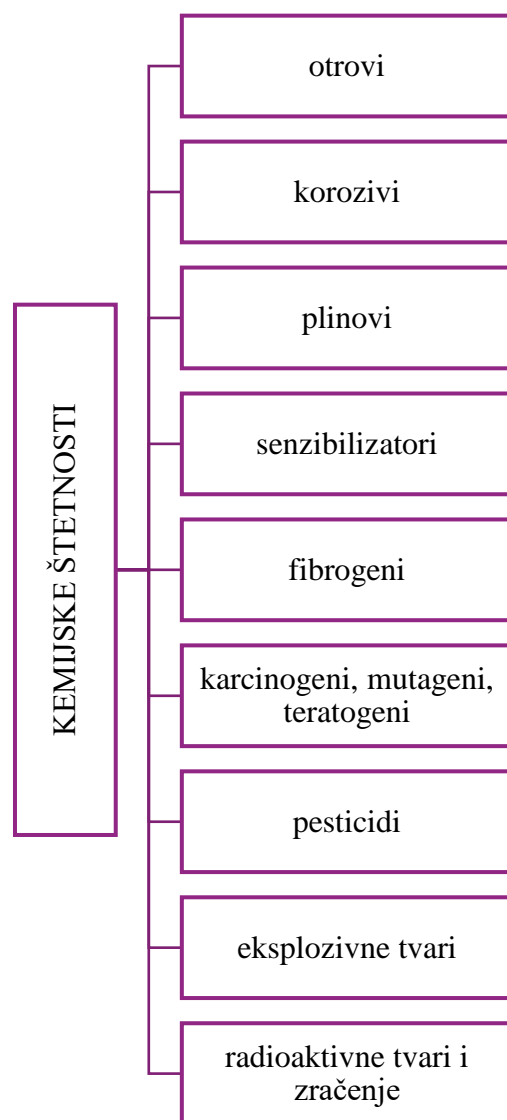 KEMIJSKE ŠTETNOSTI
otrovi
korozivi
plinovi
senzibilizatori
fibrogeni
karcinogeni, mutageni,
teratogeni
pesticidi
eksplozivne tvari
radioaktivne tvari i
zračenje